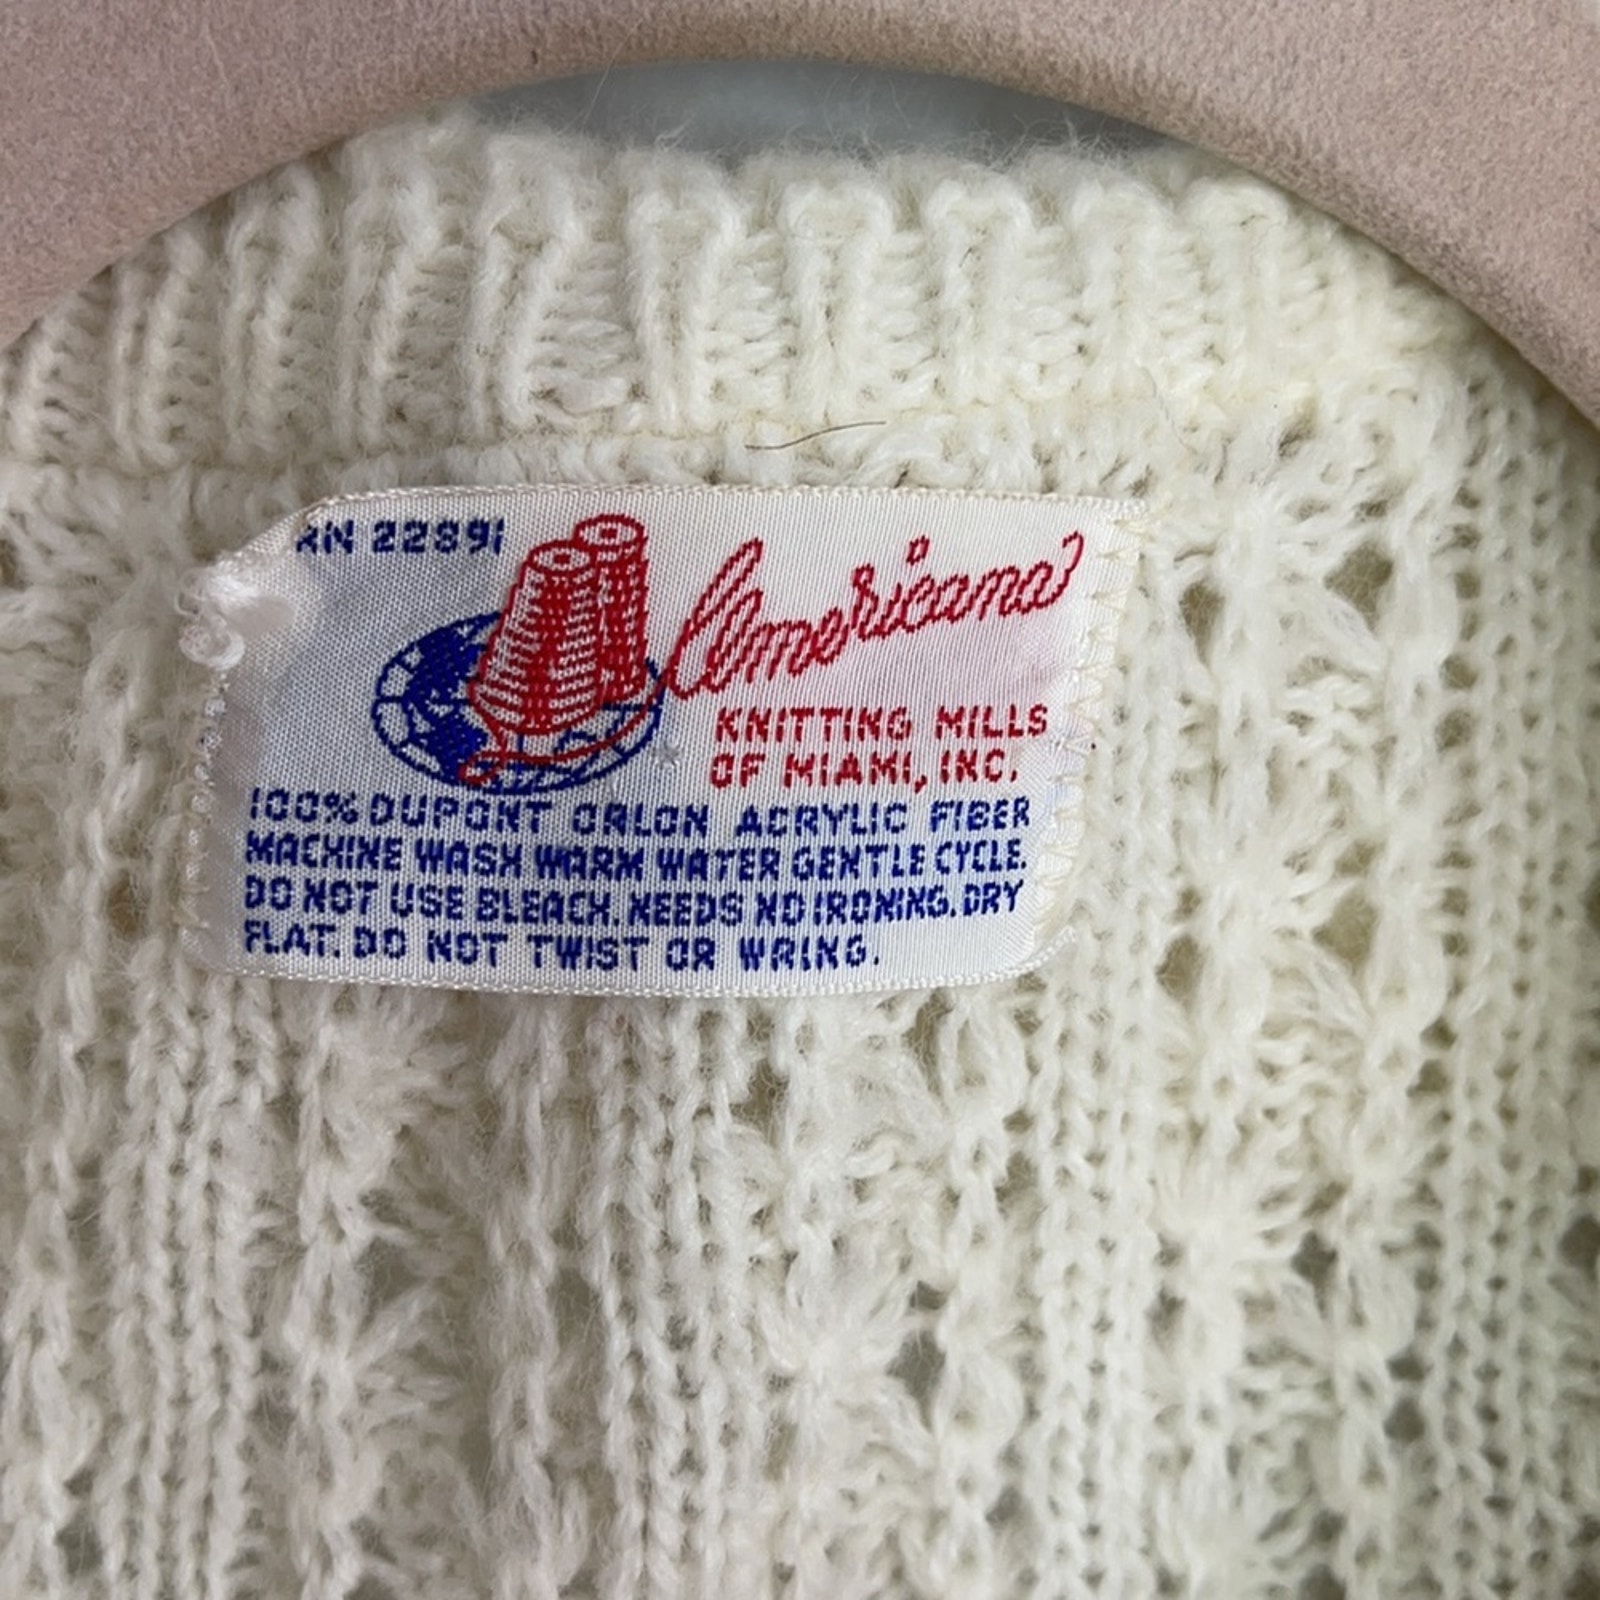 RN 22891
Americana
KNITTING MILLS
OF MIAMI, INC.
100% DUPONT ORLON ACRYLIC FIBER
MACHINE WASH WARM WATER GENTLE CYCLE.
DO NOT USE BLEACH. NEEDS NO IRONING. DRY
FLAT. DO NOT TWIST OR WRING.